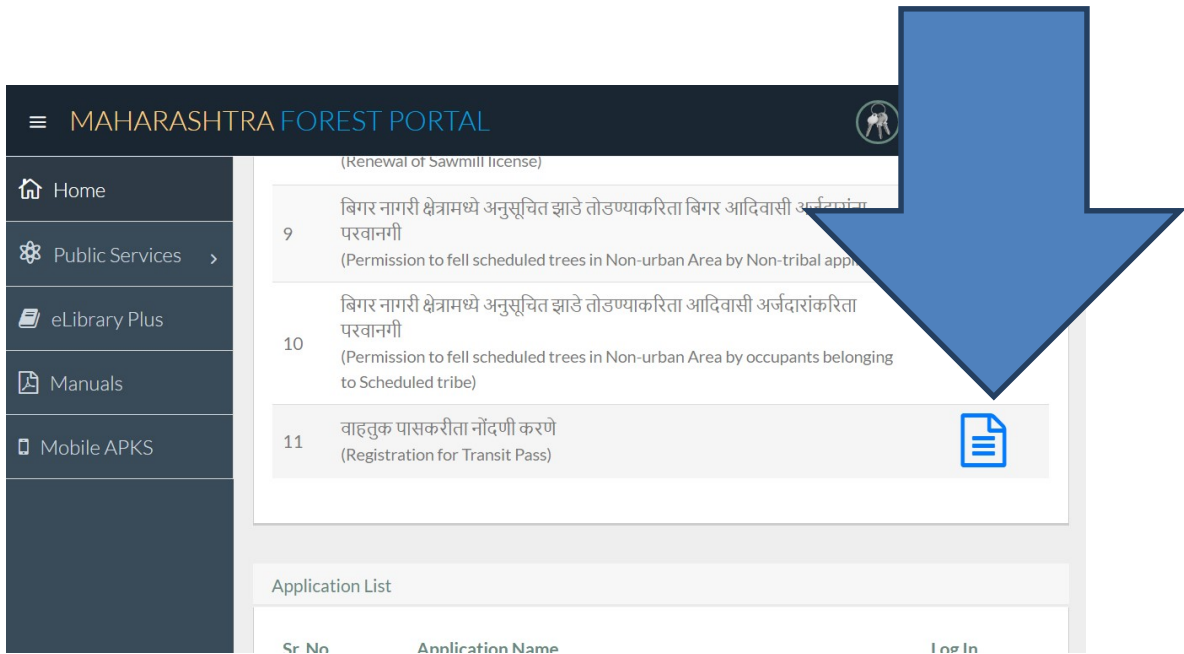 ≡ MAHARASHTRA FOREST PORTAL
(Renewal of Sawmill license)
Home
Public Services
eLibrary Plus
Manuals
Mobile APKS
बिगर नागरी क्षेत्रामध्ये अनुसूचित झाडे तोडण्याकरिता बिगर आदिवासी
9 परवानगी
(Permission to fell scheduled trees in Non-urban Area by Non-tribal
बिगर नागरी क्षेत्रामध्ये अनुसूचित झाडे तोडण्याकरिता आदिवासी अर्जदारांकरिता
परवानगी
10
(Permission to fell scheduled trees in Non-urban Area by occupants belonging
to Scheduled tribe)
11 वाहतुक पासकरीता नोंदणी करणे
(Registration for Transit Pass)
Application List
Sr. No Application Name Log In